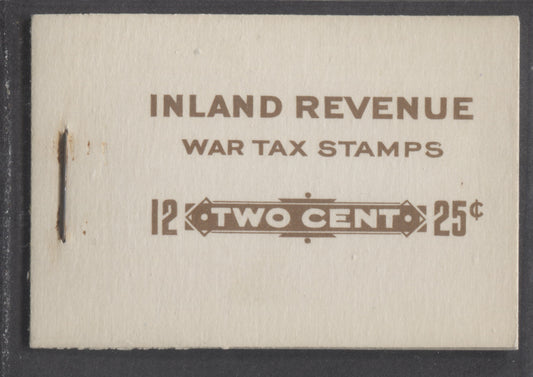 INLAND REVENUE
WAR TAX STAMPS
12 TWO CENT 25¢